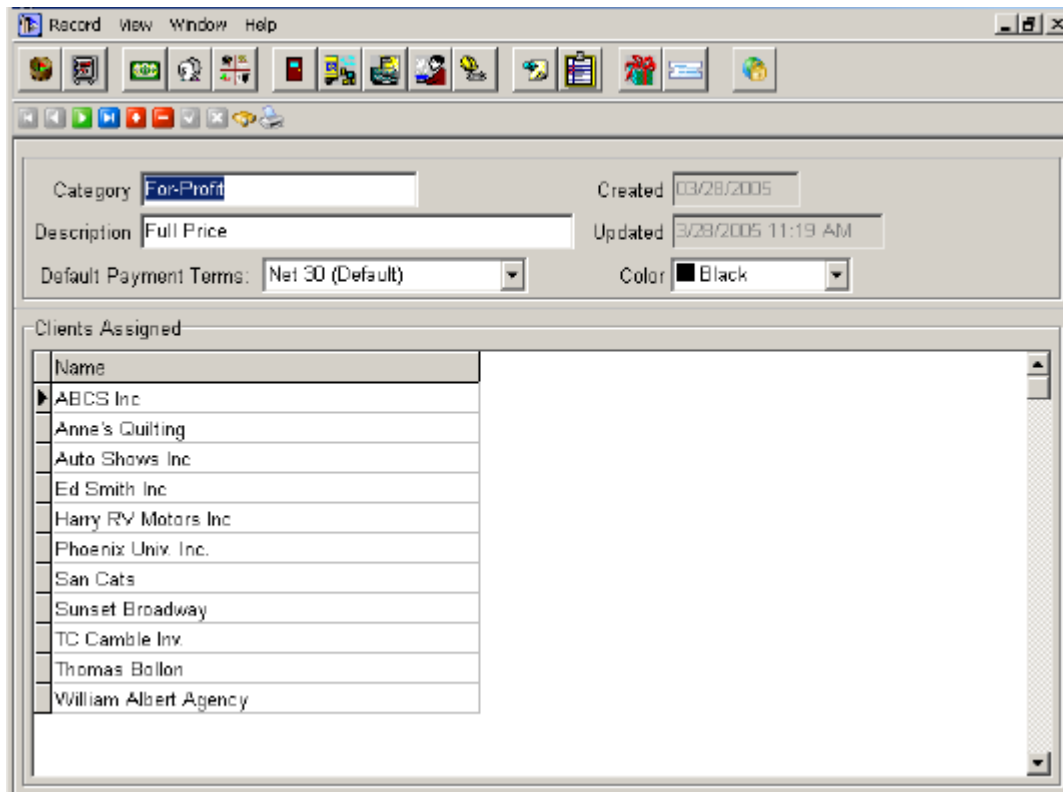 Record View Window Help
Category For-Profit Created 03/28/2005
Description Full Price Updated 3/28/2005 11:19 AM
Default Payment Terms: Net 30 (Default) Color Black
Clients Assigned
Name
ABCS Inc
Anne's Quilting
Auto Shows Inc
Ed Smith Inc
Harry RV Motors Inc
Phoenix Univ. Inc.
San Cats
Sunset Broadway
TC Camble Inv.
Thomas Bollon
William Albert Agency